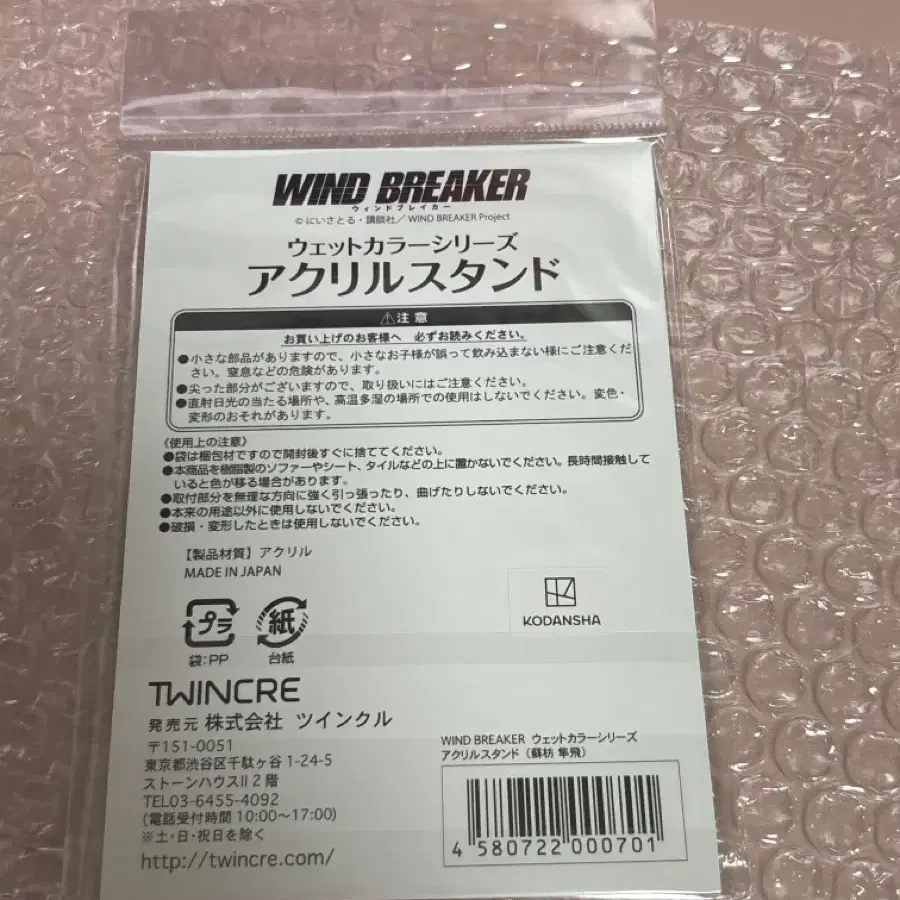 WIND BREAKER
ウィンドブレイカー
© にいさとる・講談社／ WIND BREAKER Project
ウェットカラーシリーズ
アクリルスタンド
⚠注意
お買い上げのお客様へ　必ずお読みください。
●小さな部品がありますので、小さなお子様が誤って飲み込まない様にご注意くだ
さい。窒息などの危険があります。
●尖った部分がございますので、取り扱いにはご注意ください。
●直射日光の当たる場所や、高温多湿の場所での使用はしないでください。変色・
変形のおそれがあります。
《使用上の注意》
●袋は梱包材ですので開封後すぐに捨ててください。
●本商品を樹脂製のソファーやシート、タイルなどの上に置かないでください。長時間接触して
いると色が移る場合があります。
●取付部分を無理な方向に強く引っ張ったり、曲げたりしないでください。
●本来の用途以外に使用しないでください。
●破損・変形したときは使用しないでください。
【製品材質】アクリル
MADE IN JAPAN
プラ
紙
袋:PP
台紙
KODANSHA
TWINCRE
発売元 株式会社 ツインクル
〒151-0051
東京都渋谷区千駄ヶ谷 1-24-5
ストーンハウスII 2 階
TEL03-6455-4092
(電話受付時間 10:00～17:00)
※土・日・祝日を除く
http://twincre.com/
WIND BREAKER ウェットカラーシリーズ
アクリルスタンド（蘇枋 隼飛）
4 580722 000701